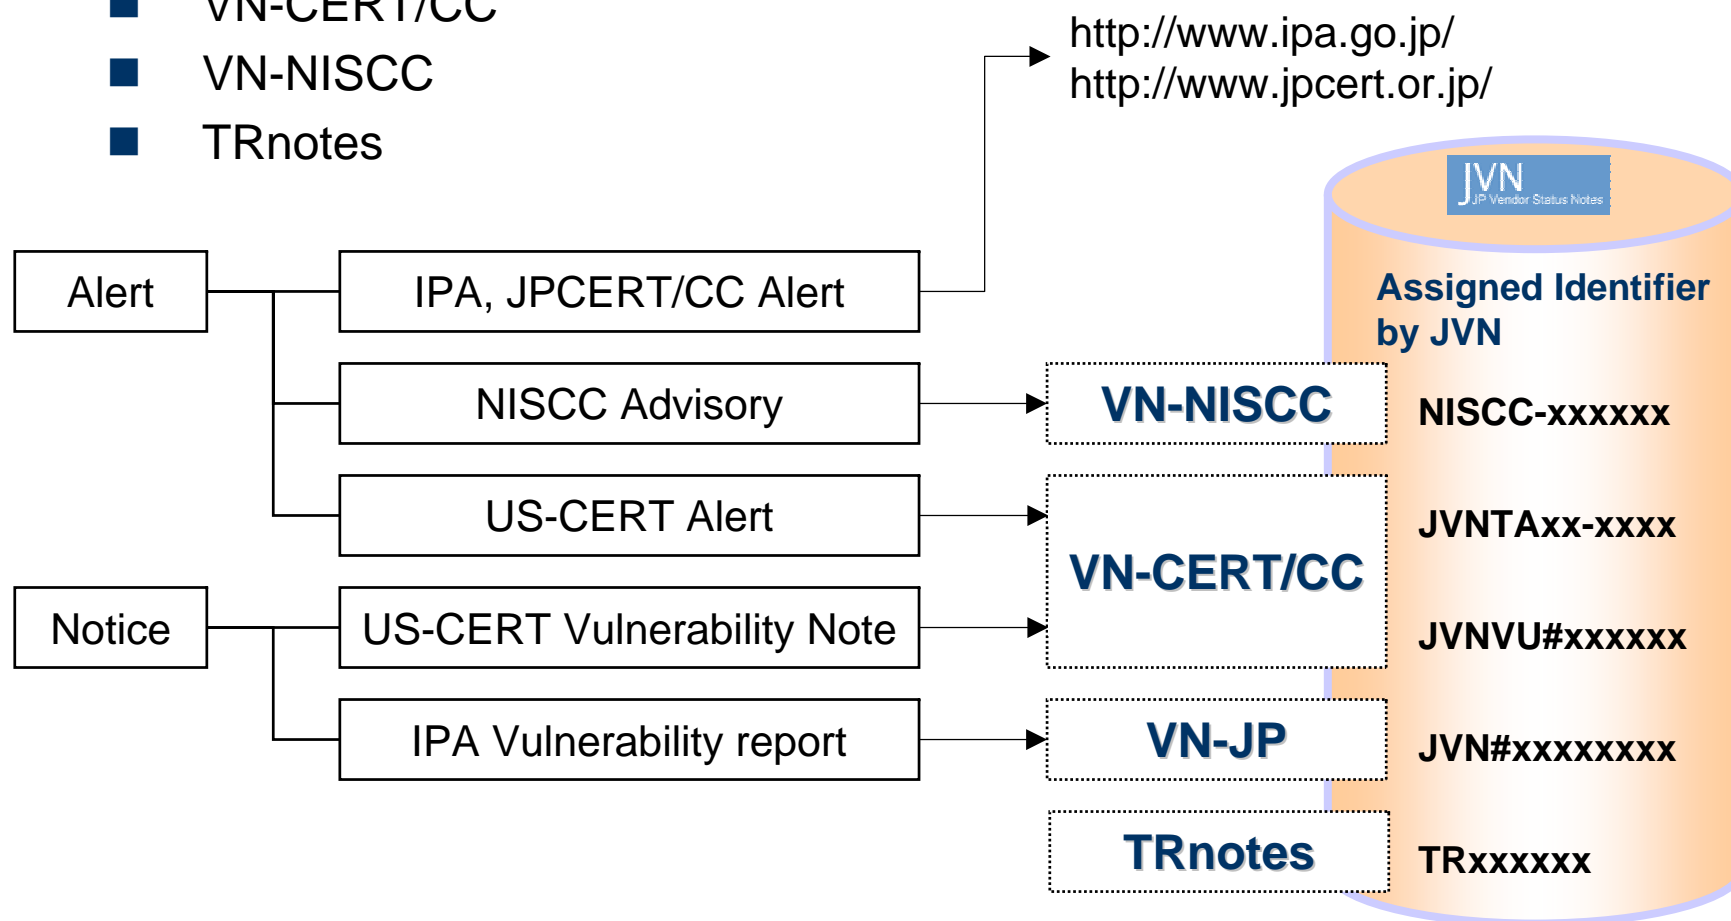 VN-CERT/CC
VN-NISCC
TRnotes
http://www.ipa.go.jp/
http://www.jpcert.or.jp/
JVN
JP Vendor Status Notes
Assigned Identifier
by JVN
Alert
IPA, JPCERT/CC Alert
NISCC Advisory
VN-NISCC
NISCC-xxxxxx
US-CERT Alert
JVNTAxx-xxxx
VN-CERT/CC
Notice
US-CERT Vulnerability Note
JVNVU#xxxxxx
IPA Vulnerability report
VN-JP
JVN#xxxxxxxx
TRnotes
TRxxxxxx